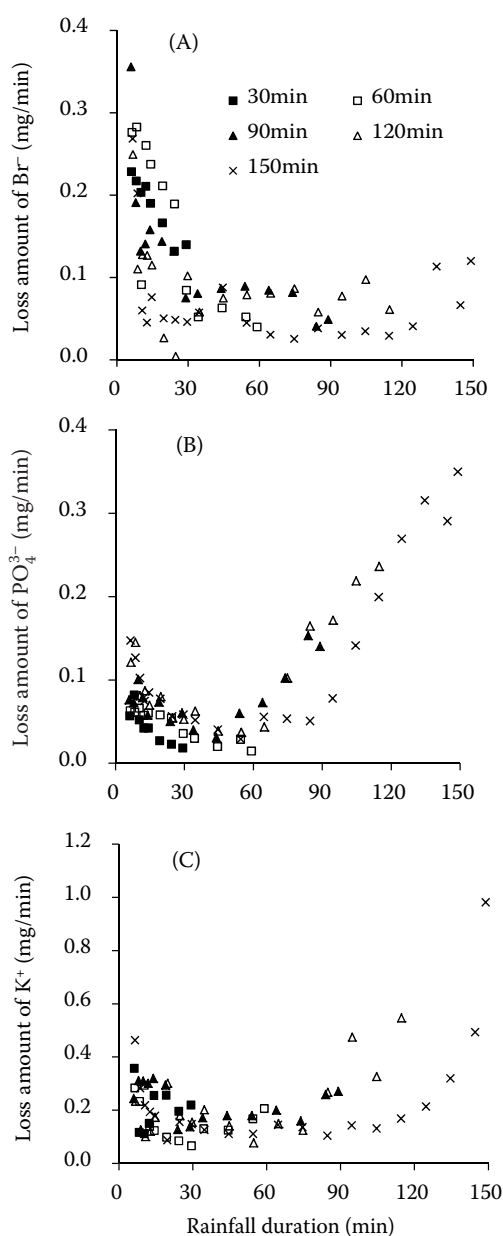 Loss amount of Br⁻ (mg/min)
0.4
0.3
0.2
0.1
0.0
(A)
30min 60min
90min 120min
150min
0 30 60 90 120 150
Loss amount of PO₄³⁻ (mg/min)
0.4
0.3
0.2
0.1
0.0
(B)
0 30 60 90 120 150
Loss amount of K⁺ (mg/min)
1.2
1.0
0.8
0.6
0.4
0.2
0.0
(C)
0 30 60 90 120 150
Rainfall duration (min)